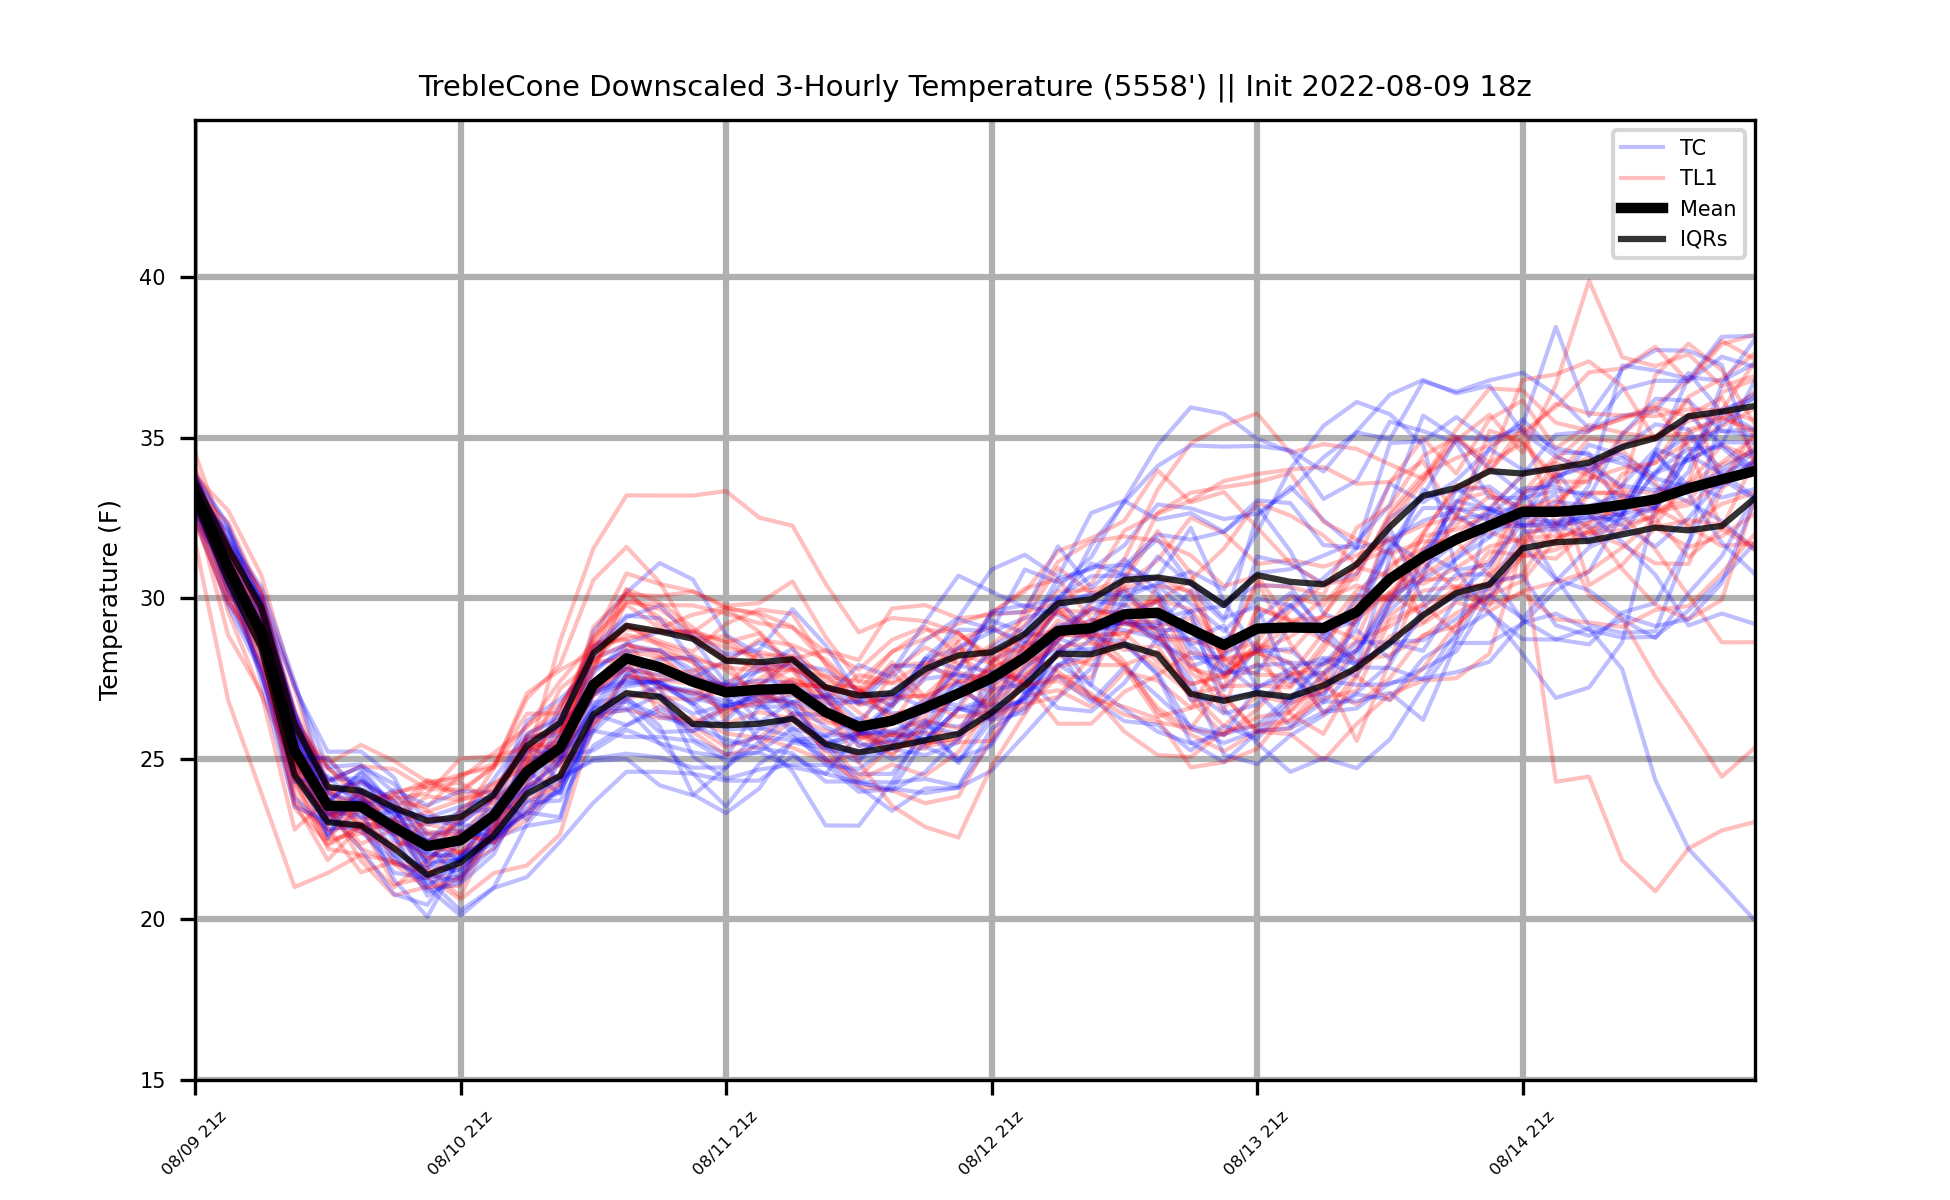 TrebleCone Downscaled 3-Hourly Temperature (5558') || Init 2022-08-09 18z
TC
TL1
Mean
IQRs
Temperature (F)
40
35
30
25
20
15
08/09 21z
08/10 21z
08/11 21z
08/12 21z
08/13 21z
08/14 21z